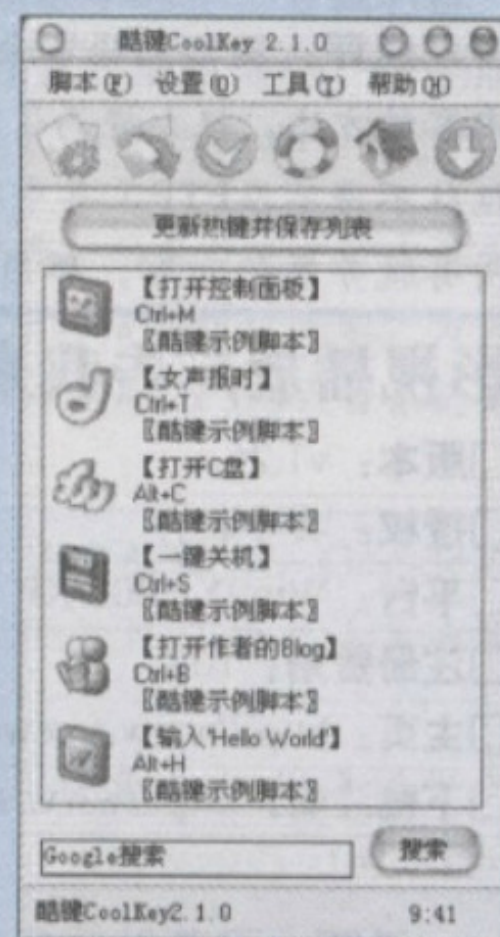 酷键CoolKey 2.1.0
脚本(F) 设置(O) 工具(T) 帮助(H)
更新热键并保存列表
【打开控制面板】
Ctrl+M
〖酷键示例脚本〗
【女声报时】
Ctrl+T
〖酷键示例脚本〗
【打开C盘】
Alt+C
〖酷键示例脚本〗
【一键关机】
Ctrl+S
〖酷键示例脚本〗
【打开作者的Blog】
Ctrl+B
〖酷键示例脚本〗
【输入'Hello World'】
Alt+H
〖酷键示例脚本〗
Google搜索 搜索
酷键CoolKey2.1.0 9:41